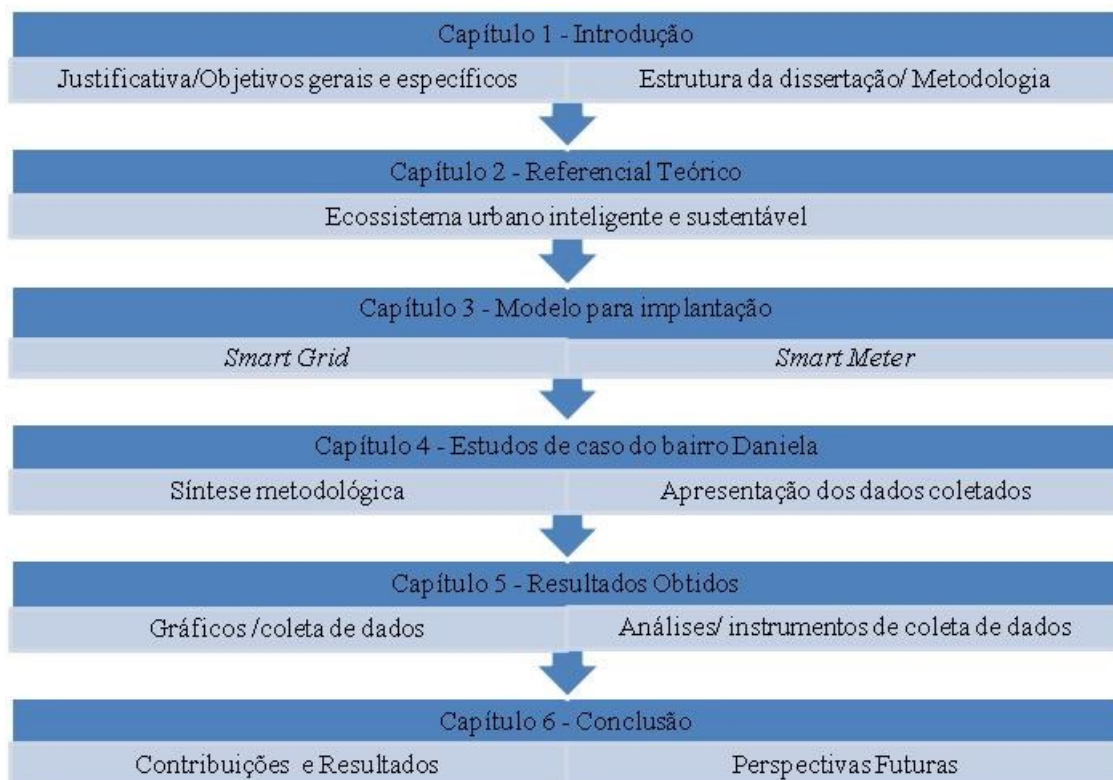 Capítulo 1 - Introdução
Justificativa/Objetivos gerais e específicos
Estrutura da dissertação/ Metodologia
Capítulo 2 - Referencial Teórico
Ecossistema urbano inteligente e sustentável
Capítulo 3 - Modelo para implantação
Smart Grid
Smart Meter
Capítulo 4 - Estudos de caso do bairro Daniela
Síntese metodológica
Apresentação dos dados coletados
Capítulo 5 - Resultados Obtidos
Gráficos /coleta de dados
Análises/ instrumentos de coleta de dados
Capítulo 6 - Conclusão
Contribuições e Resultados
Perspectivas Futuras